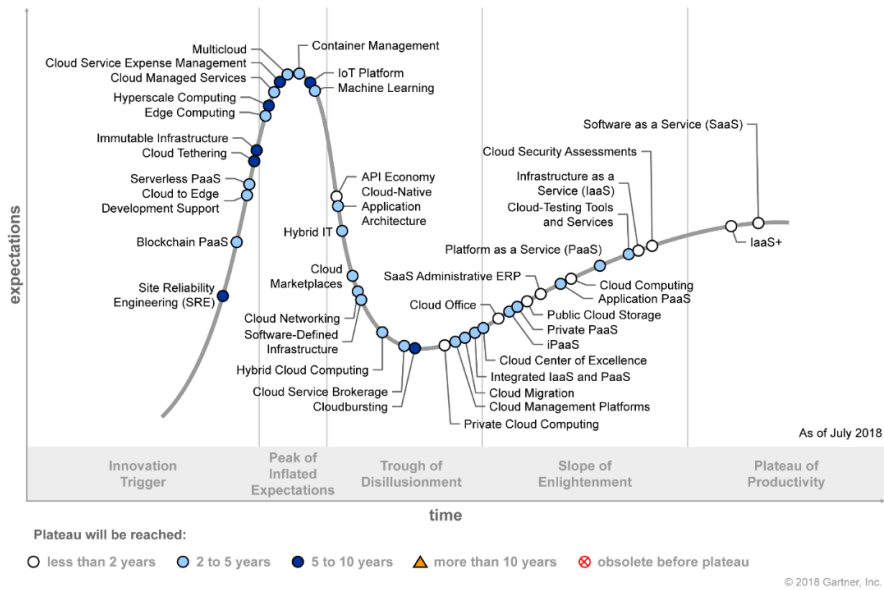 expectations
Multicloud
Container Management
Cloud Service Expense Management
Cloud Managed Services
IoT Platform
Machine Learning
Hyperscale Computing
Edge Computing
Immutable Infrastructure
Cloud Tethering
Serverless PaaS
Cloud to Edge
Development Support
Blockchain PaaS
Site Reliability
Engineering (SRE)
API Economy
Cloud-Native
Application
Architecture
Hybrid IT
Cloud
Marketplaces
Cloud Networking
Software-Defined
Infrastructure
Hybrid Cloud Computing
Cloud Service Brokerage
Cloudbursting
Software as a Service (SaaS)
Cloud Security Assessments
Infrastructure as a
Service (IaaS)
Cloud-Testing Tools
and Services
Platform as a Service (PaaS)
SaaS Administrative ERP
Cloud Office
IaaS+
Cloud Computing
Application PaaS
Public Cloud Storage
Private PaaS
iPaaS
Cloud Center of Excellence
Integrated IaaS and PaaS
Cloud Migration
Cloud Management Platforms
Private Cloud Computing
As of July 2018
Innovation
Trigger
Peak of
Inflated
Expectations
Trough of
Disillusionment
Slope of
Enlightenment
Plateau of
Productivity
time
Plateau will be reached:
less than 2 years
2 to 5 years
5 to 10 years
more than 10 years
obsolete before plateau
© 2018 Gartner, Inc.